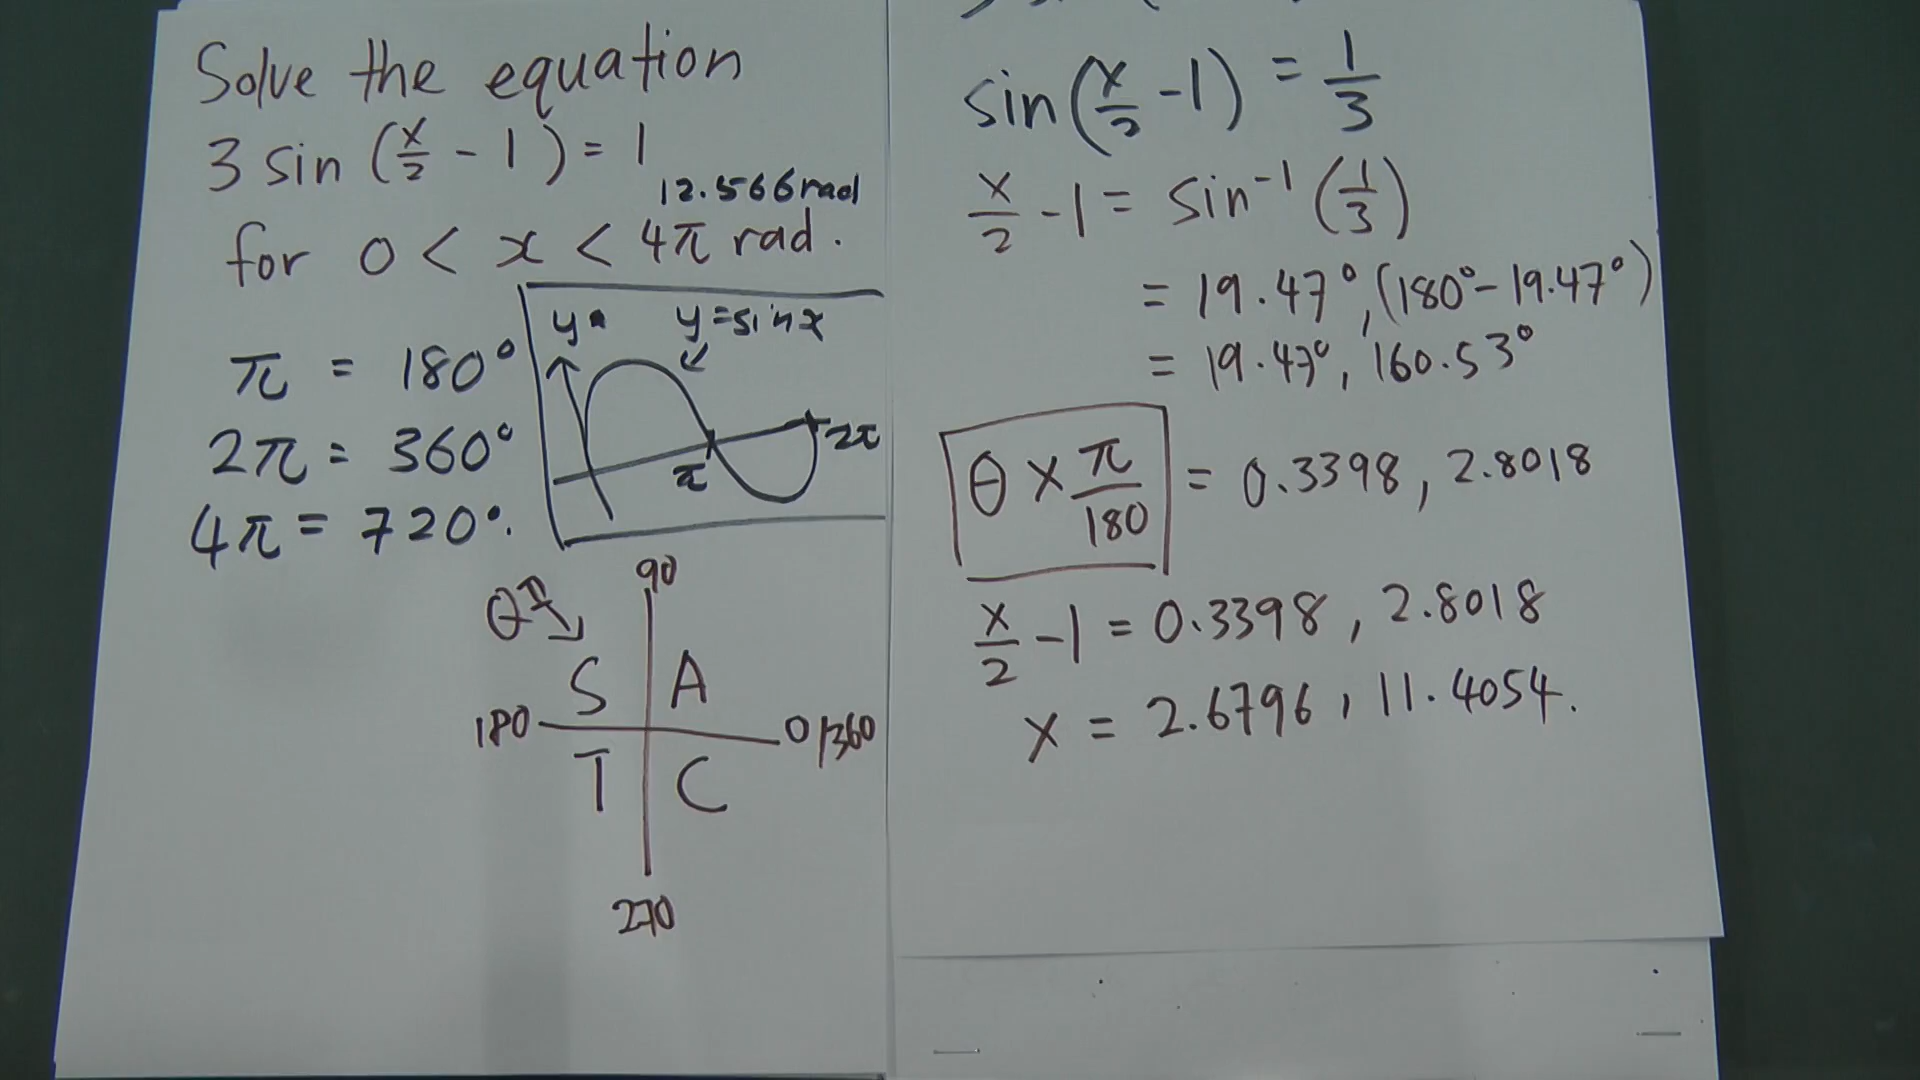 Solve the equation
3 sin (x/2 - 1) = 1
12.566 rad
for 0 < x < 4π rad.
π = 180°
2π = 360°
4π = 720°.
y
y = sin x
π
2π
θ
90
S A
180 0/360
T C
270
sin(x/2 - 1) = 1/3
x/2 - 1 = sin⁻¹ (1/3)
= 19.47°, (180° - 19.47°)
= 19.47°, 160.53°
θ × π/180 = 0.3398, 2.8018
x/2 - 1 = 0.3398, 2.8018
x = 2.6796, 11.4054.